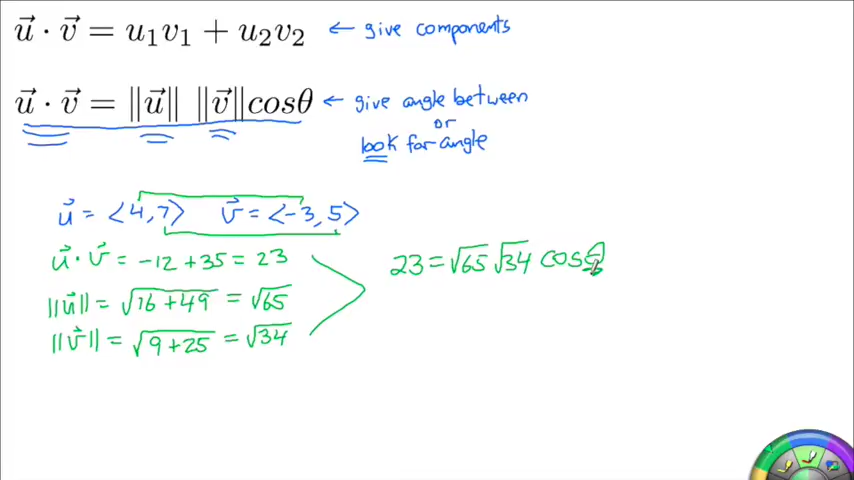 u⃗ · v⃗ = u₁v₁ + u₂v₂ ← give components
u⃗ · v⃗ = ‖u⃗‖ ‖v⃗‖cosθ ← give angle between
or
look for angle
u⃗ = ⟨4,7⟩ v⃗ = ⟨-3,5⟩
u⃗ · v⃗ = -12 + 35 = 23
23 = √65 √34 cosθ
‖u⃗‖ = √16 + 49 = √65
‖v⃗‖ = √9 + 25 = √34